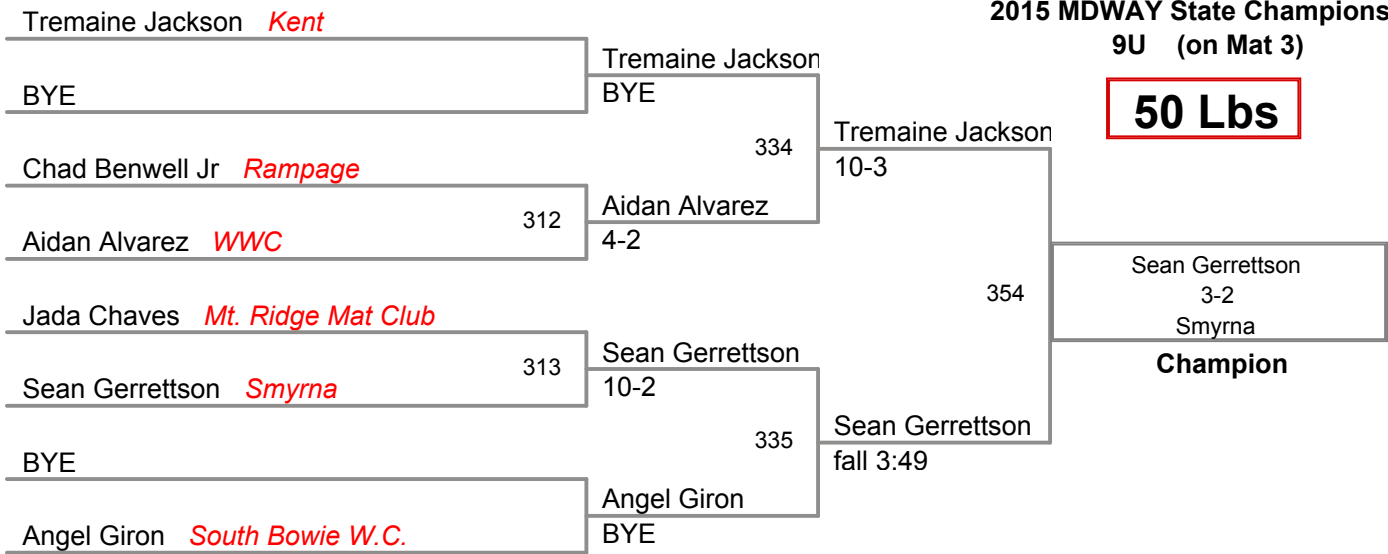 2015 MDWAY State Champions
9U (on Mat 3)
50 Lbs
Tremaine Jackson Kent
BYE
Chad Benwell Jr Rampage
Aidan Alvarez WWC
Jada Chaves Mt. Ridge Mat Club
Sean Gerrettson Smyrna
BYE
Angel Giron South Bowie W.C.
312
313
Tremaine Jackson
BYE
Aidan Alvarez
4-2
Sean Gerrettson
10-2
Angel Giron
BYE
334
335
Tremaine Jackson
10-3
Sean Gerrettson
fall 3:49
354
Sean Gerrettson
3-2
Smyrna
Champion